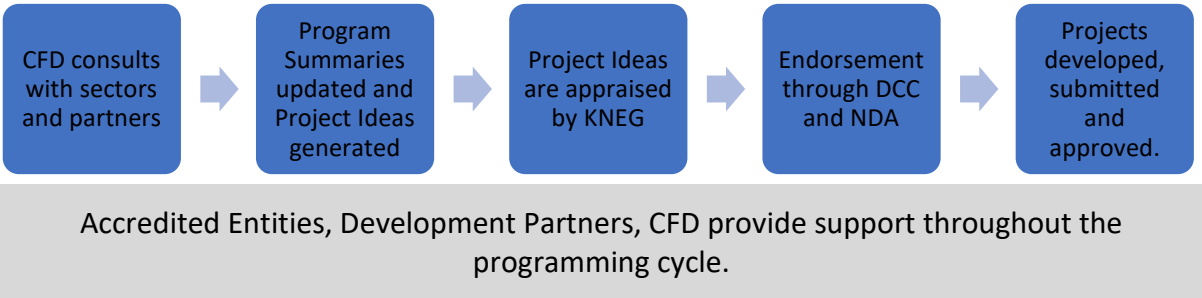 CFD consults
with sectors
and partners
Program
Summaries
updated and
Project Ideas
generated
Project Ideas
are appraised
by KNEG
Endorsement
through DCC
and NDA
Projects
developed,
submitted
and
approved.
Accredited Entities, Development Partners, CFD provide support throughout the
programming cycle.